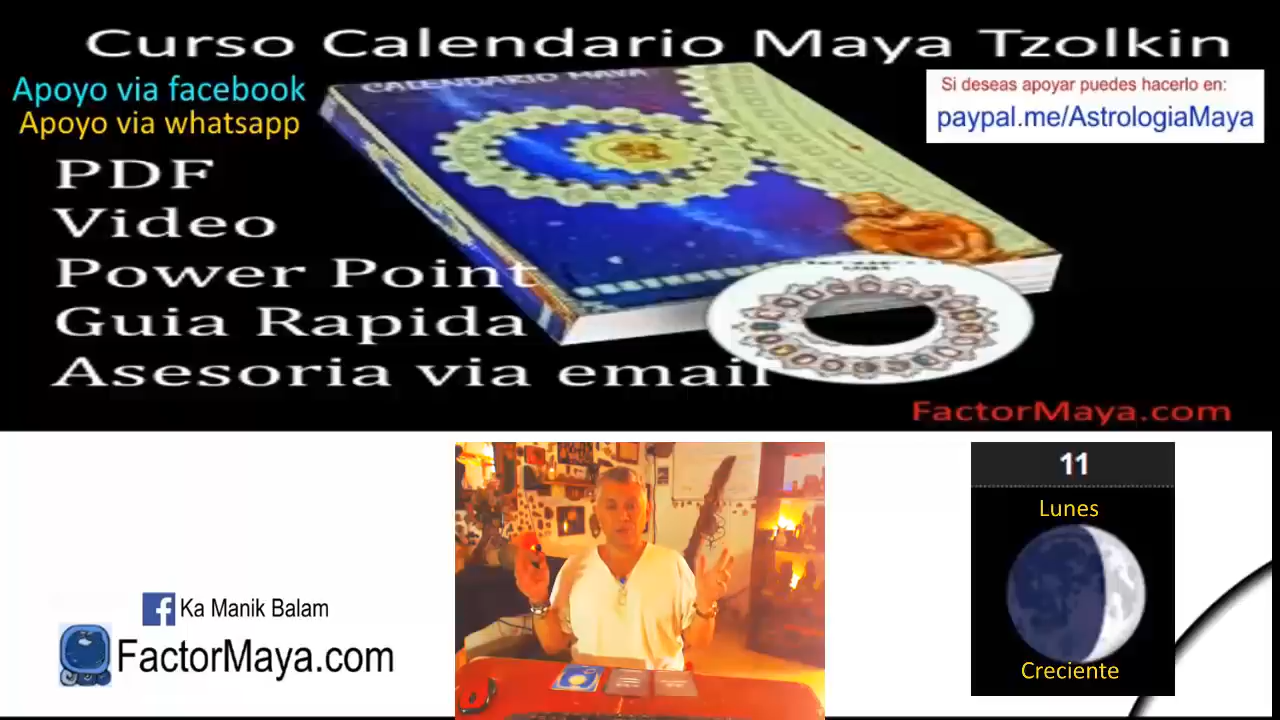 Curso Calendario Maya Tzolkin
Apoyo via facebook
Apoyo via whatsapp
Si deseas apoyar puedes hacerlo en:
paypal.me/AstrologiaMaya
CALENDARIO MAYA
PDF
Video
Power Point
Guia Rapida
Asesoria via email
FactorMaya.com
11
Lunes
Creciente
Ka Manik Balam
FactorMaya.com